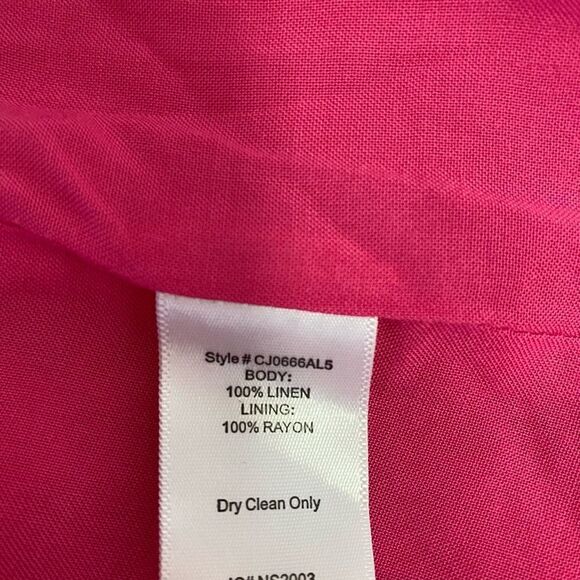 Style # CJ0666AL5
BODY:
100% LINEN
LINING:
100% RAYON
Dry Clean Only